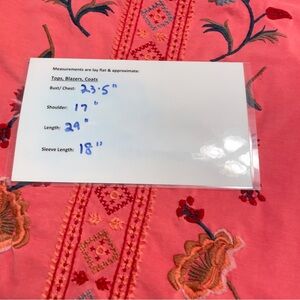 Measurements are lay flat & approximate:
Tops, Blazers, Coats
Bust/ Chest: 23.5"
Shoulder: 17"
Length: 29"
Sleeve Length: 18"